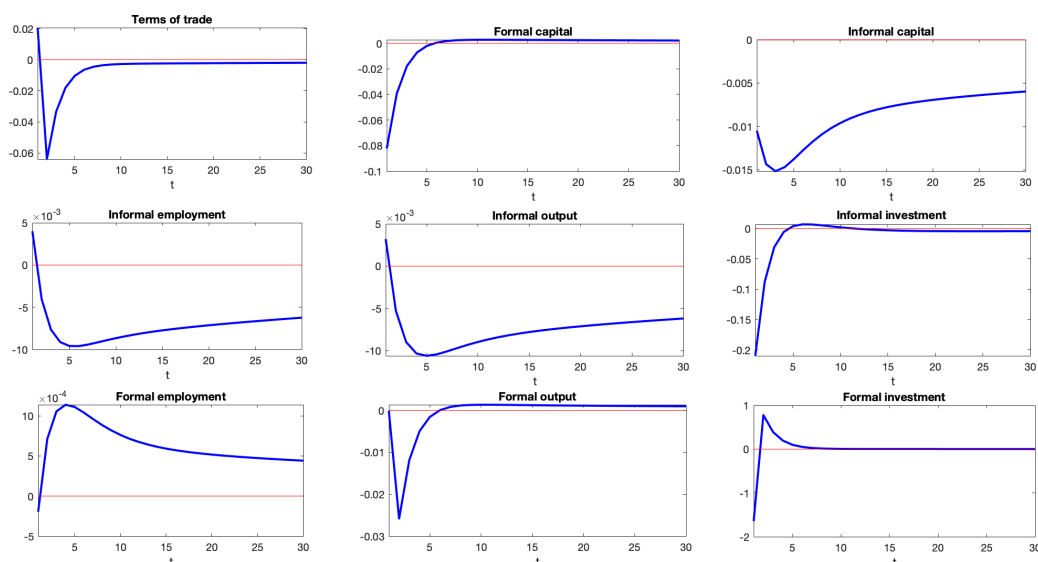 Terms of trade
0.02
0
-0.02
-0.04
-0.06
5 10 15 20 25 30
t
Formal capital
0
-0.02
-0.04
-0.06
-0.08
-0.1
5 10 15 20 25 30
t
Informal capital
0
-0.005
-0.01
-0.015
5 10 15 20 25 30
t
Informal employment
×10⁻³
5
0
-5
-10
5 10 15 20 25 30
t
Informal output
×10⁻³
5
0
-5
-10
5 10 15 20 25 30
t
Informal investment
0
-0.05
-0.1
-0.15
-0.2
5 10 15 20 25 30
t
Formal employment
×10⁻⁴
10
5
0
-5
5 10 15 20 25 30
t
Formal output
0
-0.01
-0.02
-0.03
5 10 15 20 25 30
t
Formal investment
1
0
-1
-2
5 10 15 20 25 30
t